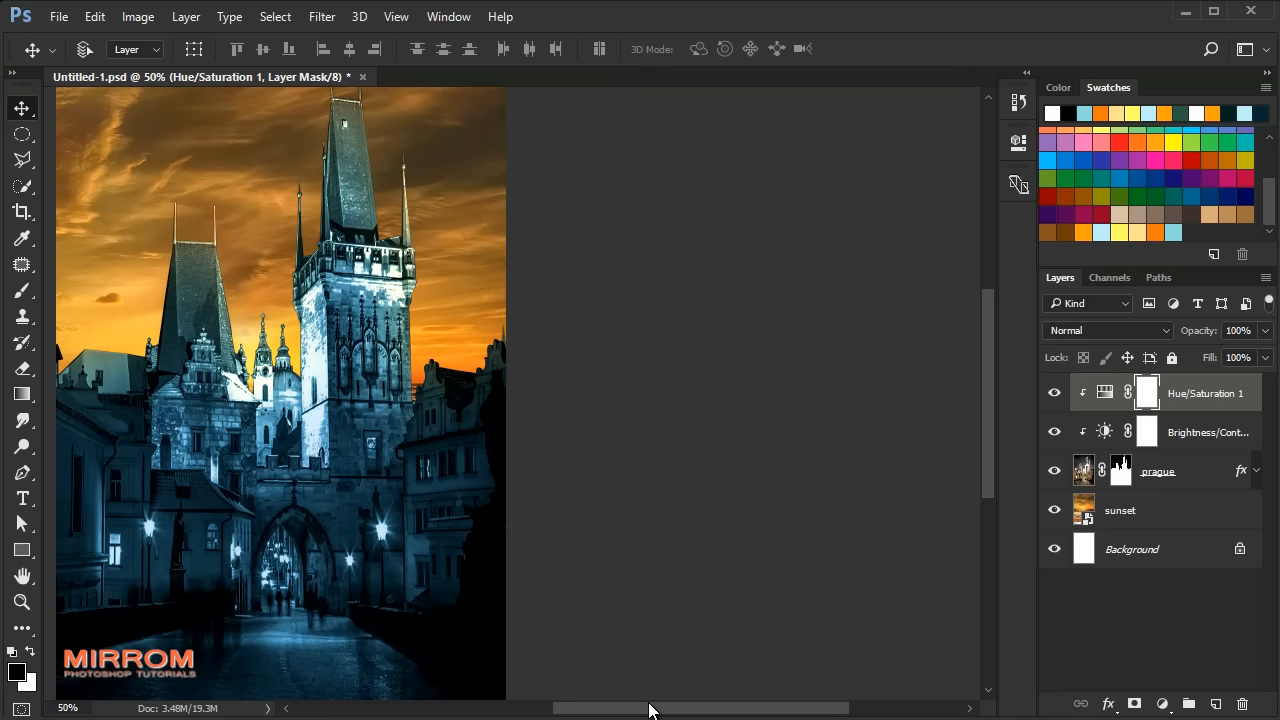 Ps File Edit Image Layer Type Select Filter 3D View Window Help
Layer 3D Mode:
Untitled-1.psd @ 50% (Hue/Saturation 1, Layer Mask/8) *
Color Swatches
Layers Channels Paths
Kind
Normal Opacity: 100%
Lock: Fill: 100%
Hue/Saturation 1
Brightness/Cont...
prague fx
sunset
Background
MIRROM
PHOTOSHOP TUTORIALS
50% Doc: 3.48M/19.3M
fx